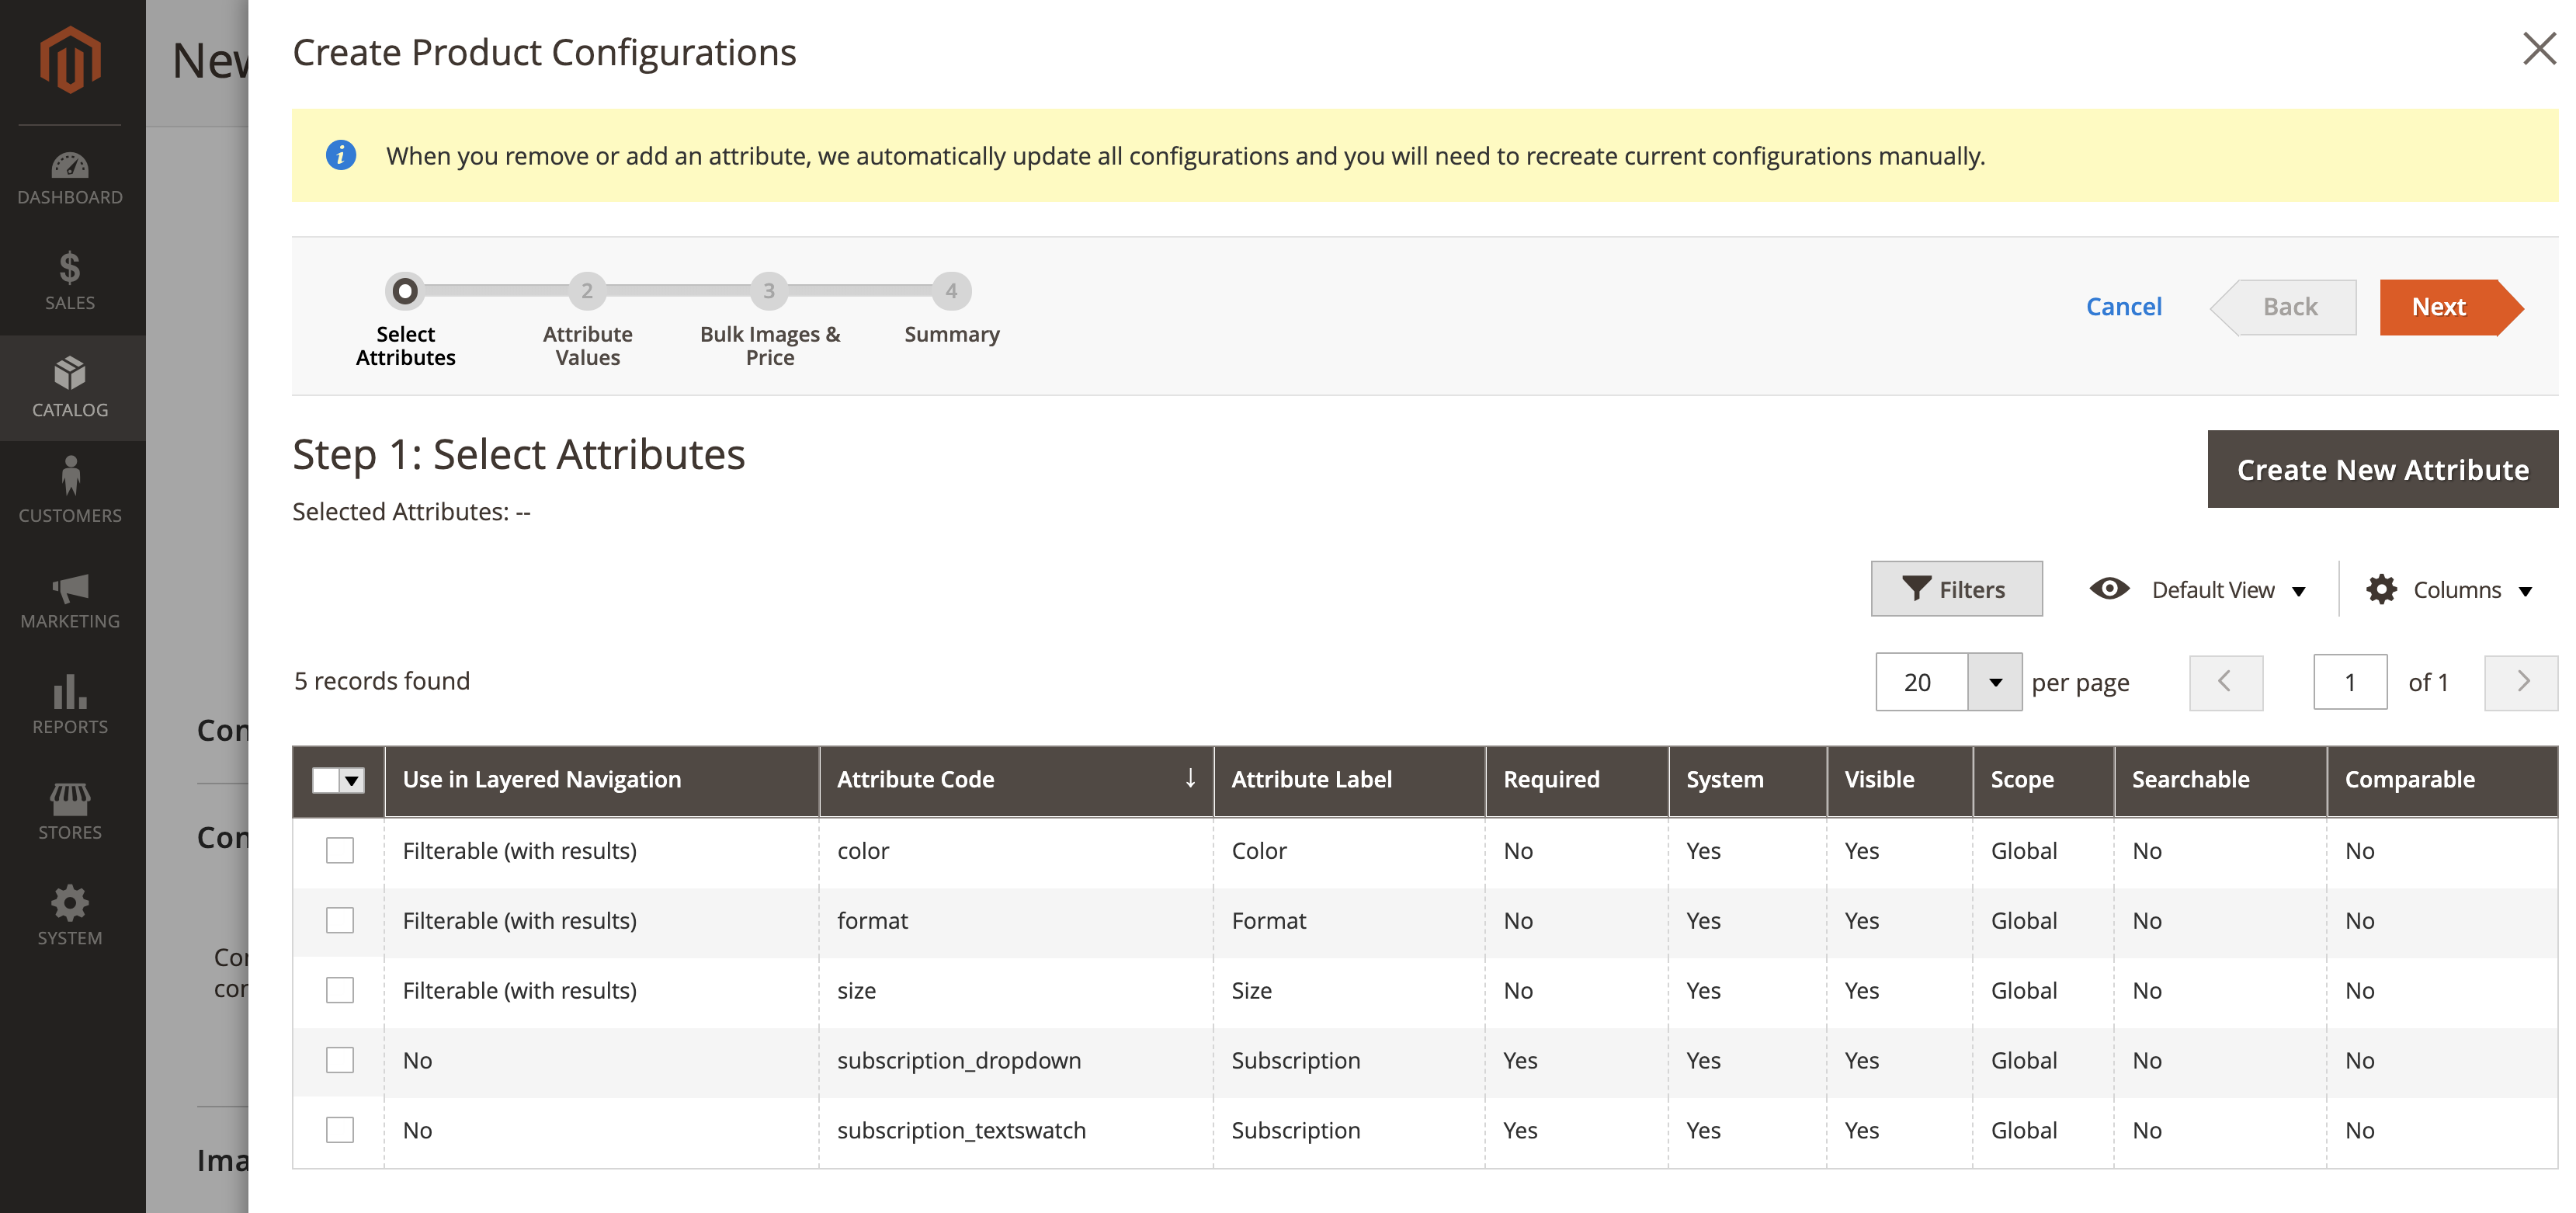 New
Create Product Configurations
When you remove or add an attribute, we automatically update all configurations and you will need to recreate current configurations manually.
DASHBOARD
SALES
CATALOG
CUSTOMERS
MARKETING
REPORTS
STORES
SYSTEM
2
3
4
Select
Attributes
Attribute
Values
Bulk Images &
Price
Summary
Cancel
Back
Next
Step 1: Select Attributes
Create New Attribute
Selected Attributes: --
Filters
Default View
Columns
5 records found
20 per page
1 of 1
Use in Layered Navigation Attribute Code ↓ Attribute Label Required System Visible Scope Searchable Comparable
Filterable (with results) color Color No Yes Yes Global No No
Filterable (with results) format Format No Yes Yes Global No No
Filterable (with results) size Size No Yes Yes Global No No
No subscription_dropdown Subscription Yes Yes Yes Global No No
No subscription_textswatch Subscription Yes Yes Yes Global No No